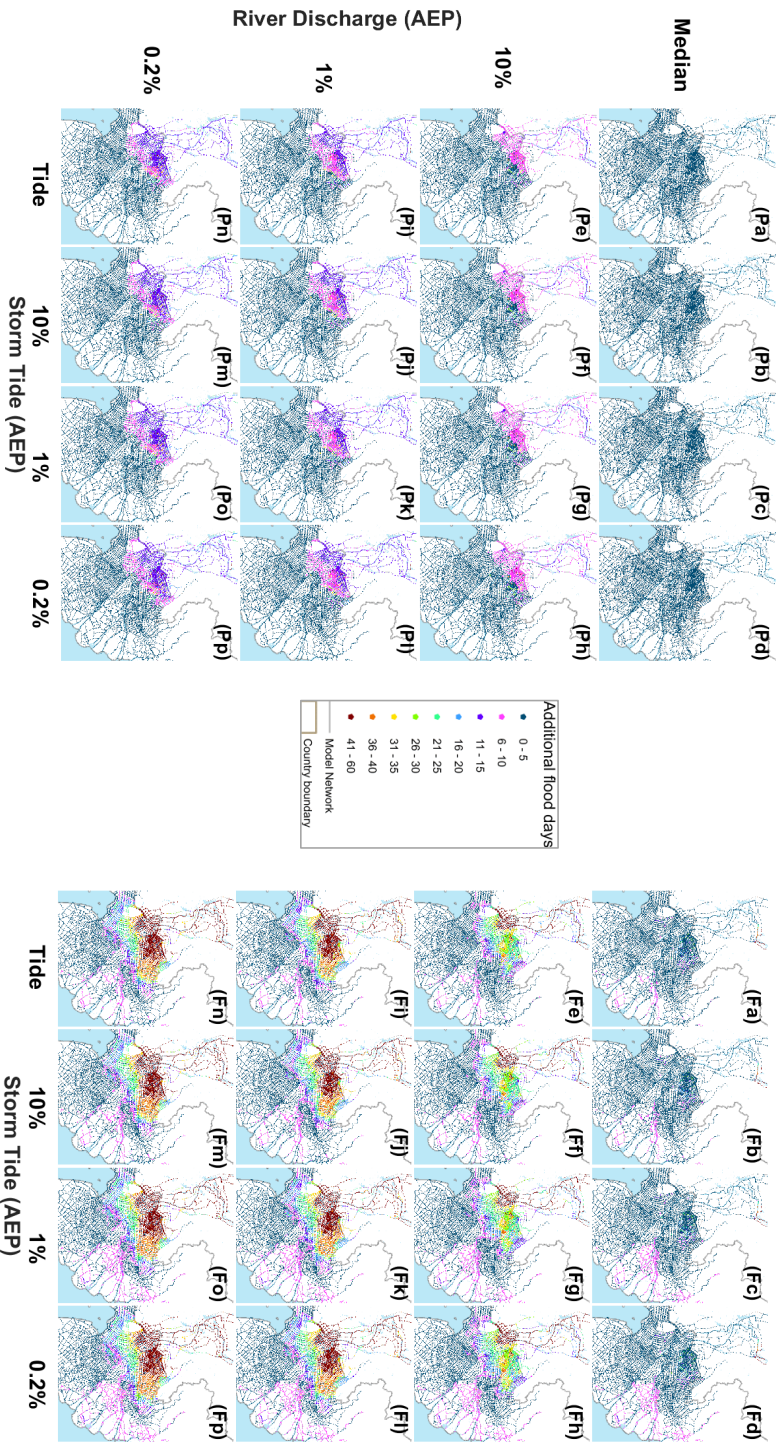 River Discharge (AEP)
Median
(Pa) (Pb) (Pc) (Pd)
10%
(Pe) (Pf) (Pg) (Ph)
1%
(Pi) (Pj) (Pk) (Pl)
0.2%
(Pn) (Pm) (Po) (Pp)
Tide 10% 1% 0.2%
Storm Tide (AEP)
Additional flood days
0 - 5
6 - 10
11 - 15
16 - 20
21 - 25
26 - 30
31 - 35
36 - 40
41 - 60
Model Network
Country boundary
(Fa) (Fb) (Fc) (Fd)
(Fe) (Ff) (Fg) (Fh)
(Fi) (Fj) (Fk) (Fl)
(Fn) (Fm) (Fo) (Fp)
Tide 10% 1% 0.2%
Storm Tide (AEP)